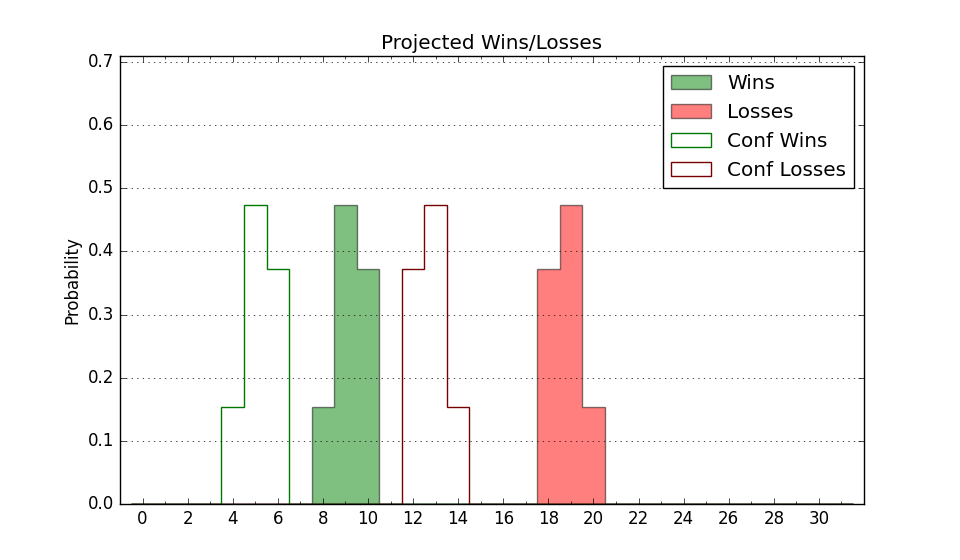 Projected Wins/Losses
Probability
0.7
0.6
0.5
0.4
0.3
0.2
0.1
0.0
0 2 4 6 8 10 12 14 16 18 20 22 24 26 28 30
Wins
Losses
Conf Wins
Conf Losses